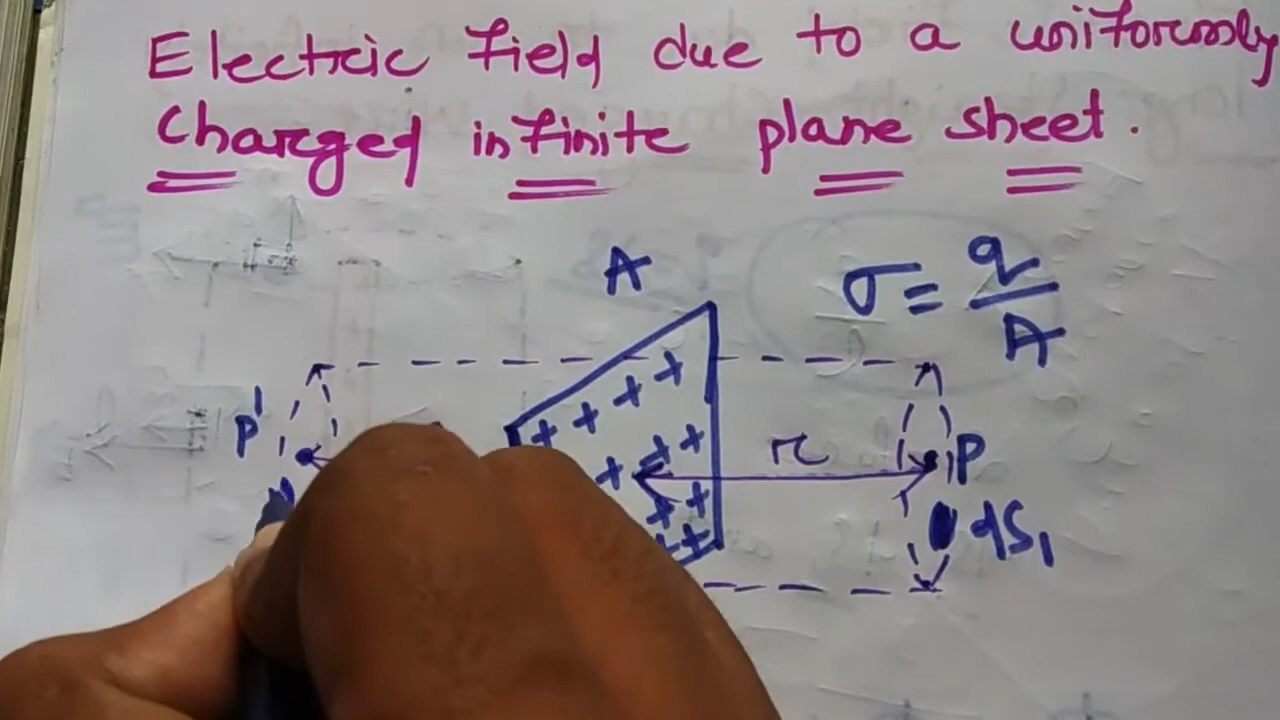 Electric field due to a uniformly
charged infinite plane sheet.
A
σ = q/A
+ + + +
P'
+ + +
r
P
+ +
dS₁
+ +